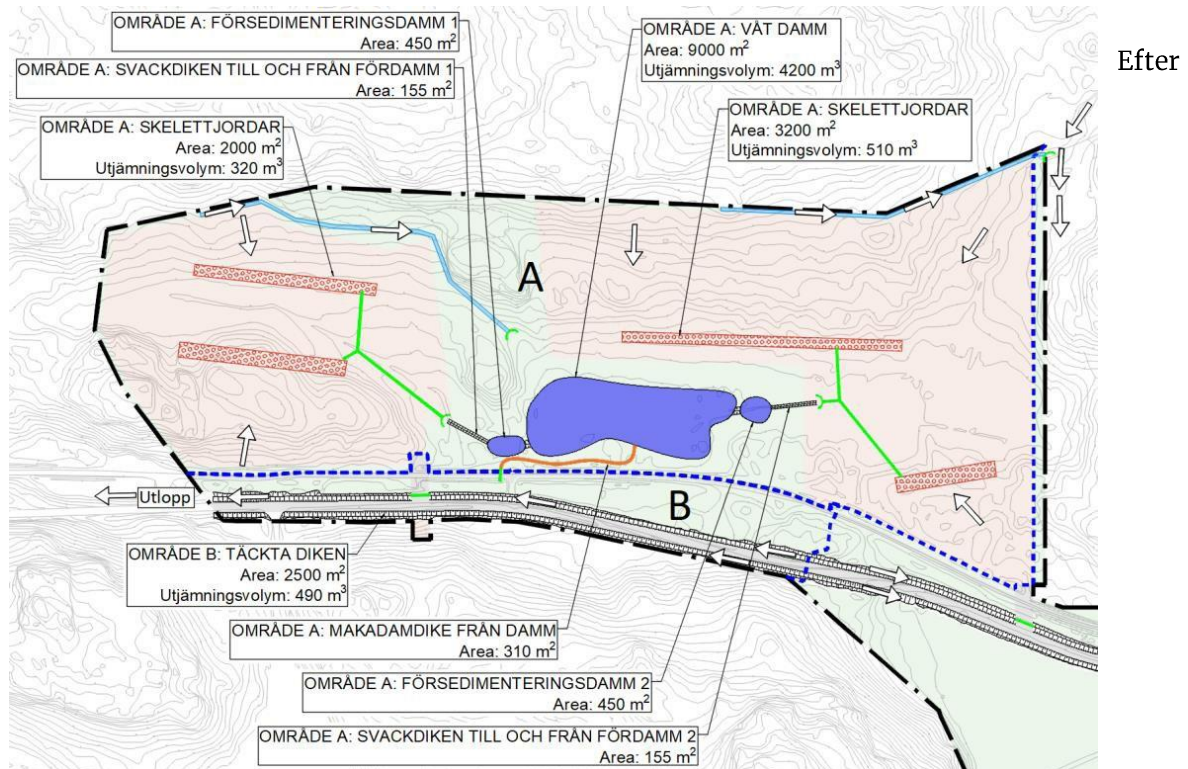 OMRÅDE A: FÖRSEDIMENTERINGSDAMM 1
Area: 450 m²
OMRÅDE A: SVACKDIKEN TILL OCH FRÅN FÖRDAMM 1
Area: 155 m²
OMRÅDE A: SKELETTJORDAR
Area: 2000 m²
Utjämningsvolym: 320 m³
OMRÅDE A: VÅT DAMM
Area: 9000 m²
Utjämningsvolym: 4200 m³
OMRÅDE A: SKELETTJORDAR
Area: 3200 m²
Utjämningsvolym: 510 m³
Efter
A
B
Utlopp
OMRÅDE B: TÄCKTA DIKEN
Area: 2500 m²
Utjämningsvolym: 490 m³
OMRÅDE A: MAKADAMDIKE FRÅN DAMM
Area: 310 m²
OMRÅDE A: FÖRSEDIMENTERINGSDAMM 2
Area: 450 m²
OMRÅDE A: SVACKDIKEN TILL OCH FRÅN FÖRDAMM 2
Area: 155 m²